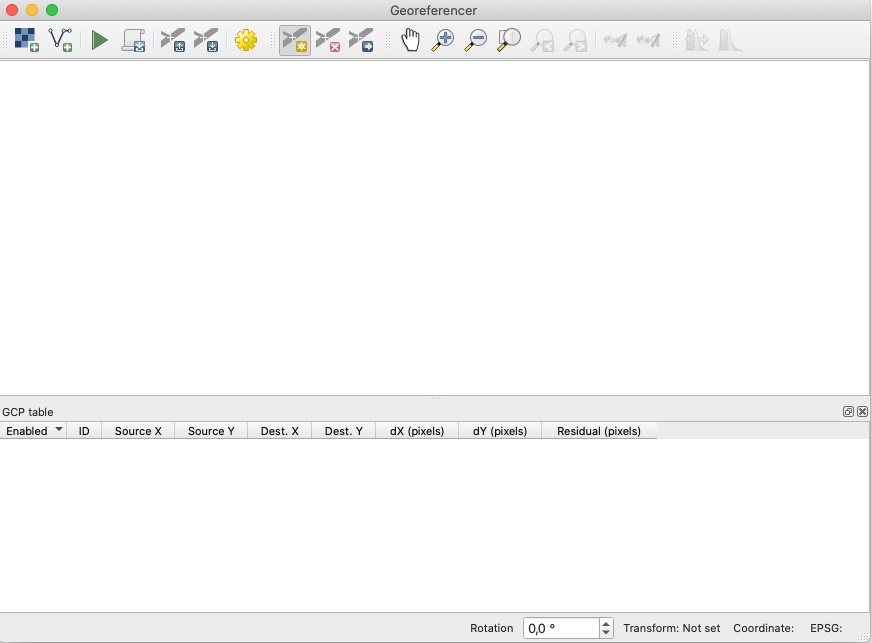 Georeferencer
GCP table
Enabled ID Source X Source Y Dest. X Dest. Y dX (pixels) dY (pixels) Residual (pixels)
Rotation 0,0 ° Transform: Not set Coordinate: EPSG: